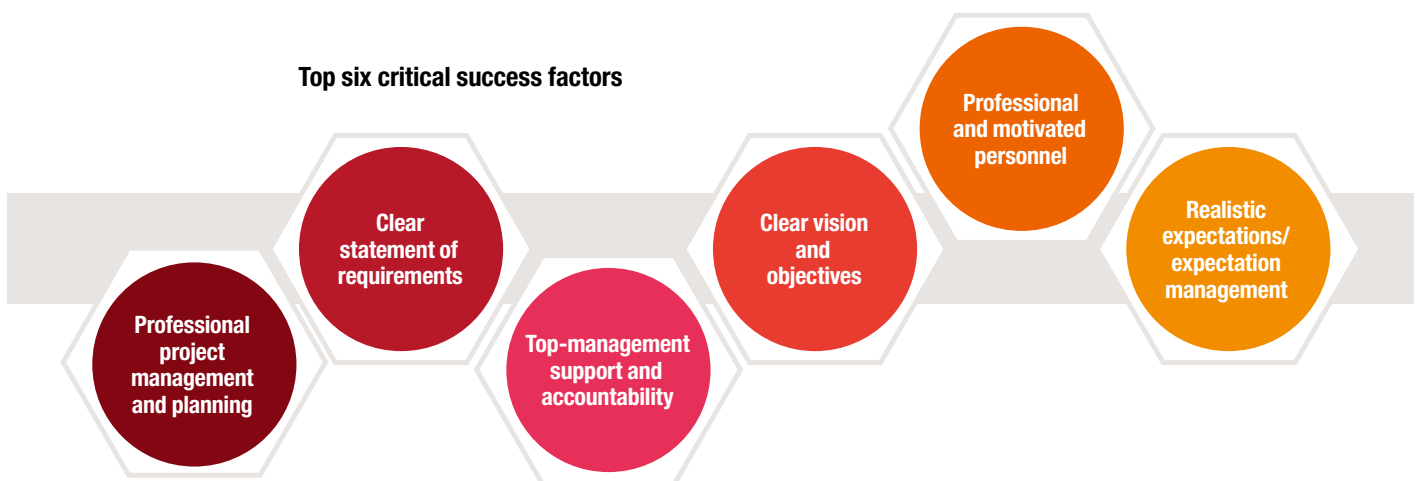 Top six critical success factors
Professional
project
management
and planning
Clear
statement of
requirements
Top-management
support and
accountability
Clear vision
and
objectives
Professional
and motivated
personnel
Realistic
expectations/
expectation
management